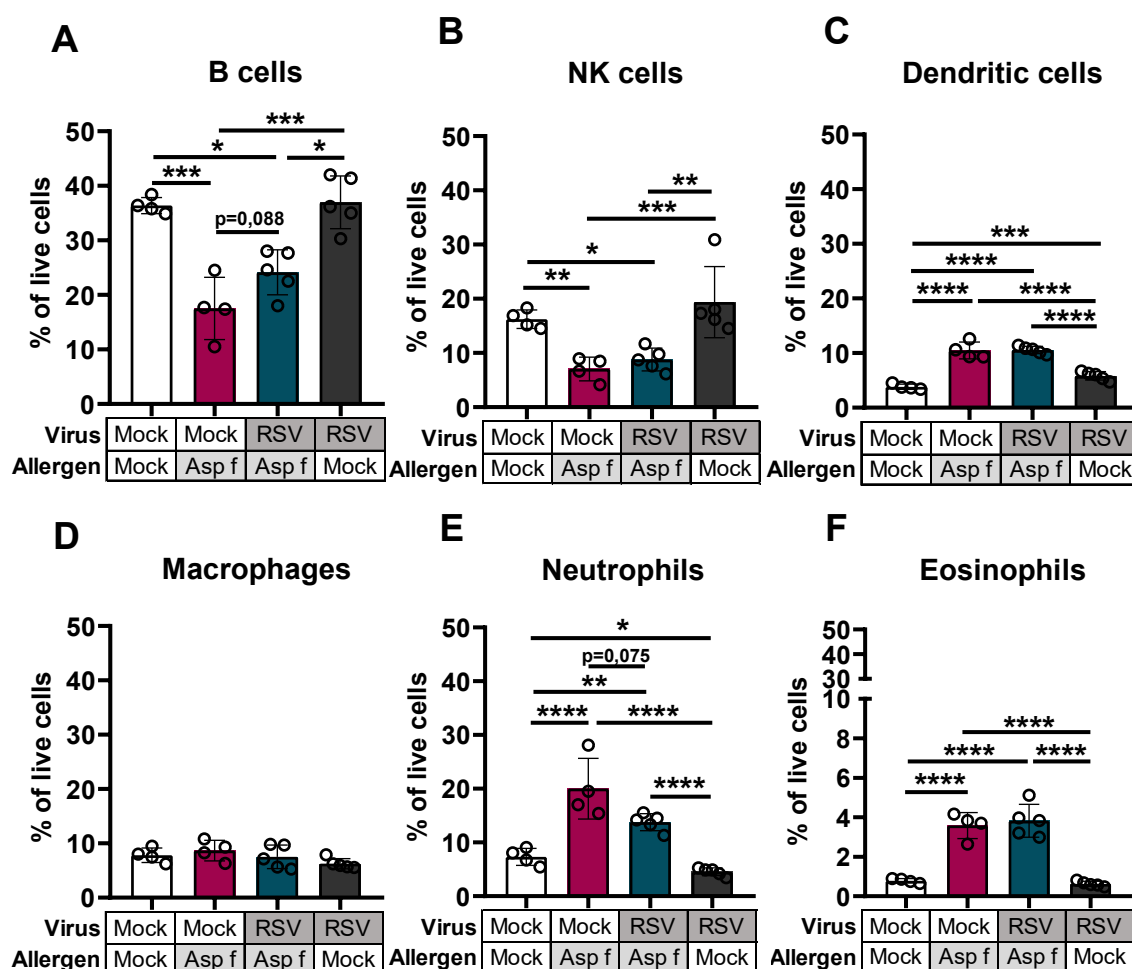 A
B cells
% of live cells
50
40
30
20
10
0
***
*
*
***
p=0,088
Virus Mock Mock RSV RSV
Allergen Mock Asp f Asp f Mock
B
NK cells
% of live cells
50
40
30
20
10
0
**
***
*
**
Virus Mock Mock RSV RSV
Allergen Mock Asp f Asp f Mock
C
Dendritic cells
% of live cells
50
40
30
20
10
0
***
****
**** ****
****
Virus Mock Mock RSV RSV
Allergen Mock Asp f Asp f Mock
D
Macrophages
% of live cells
50
40
30
20
10
0
Virus Mock Mock RSV RSV
Allergen Mock Asp f Asp f Mock
E
Neutrophils
% of live cells
50
40
30
20
10
0
*
p=0,075
**
**** ****
****
Virus Mock Mock RSV RSV
Allergen Mock Asp f Asp f Mock
F
Eosinophils
% of live cells
50
40
30
8
6
4
2
0
****
**** ****
****
Virus Mock Mock RSV RSV
Allergen Mock Asp f Asp f Mock